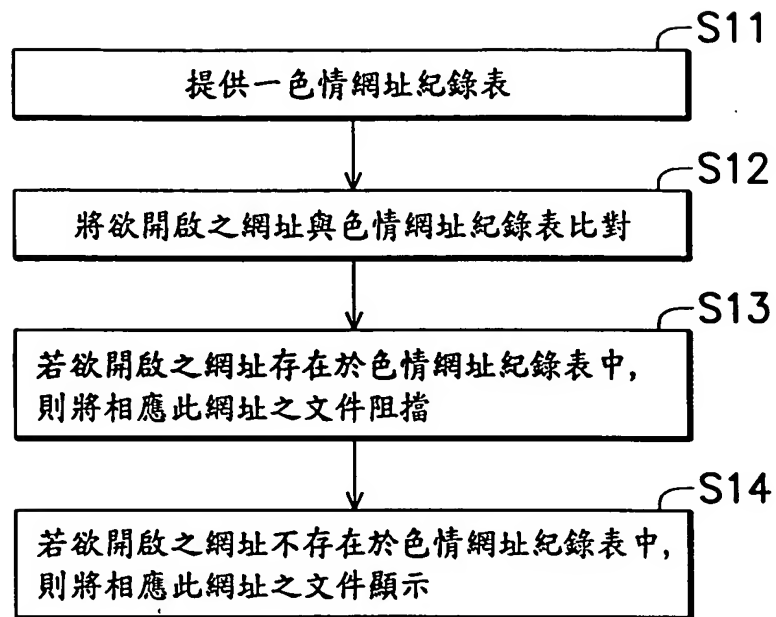 S11
提供一色情網址紀錄表
S12
將欲開啟之網址與色情網址紀錄表比對
S13
若欲開啟之網址存在於色情網址紀錄表中,
則將相應此網址之文件阻擋
S14
若欲開啟之網址不存在於色情網址紀錄表中,
則將相應此網址之文件顯示